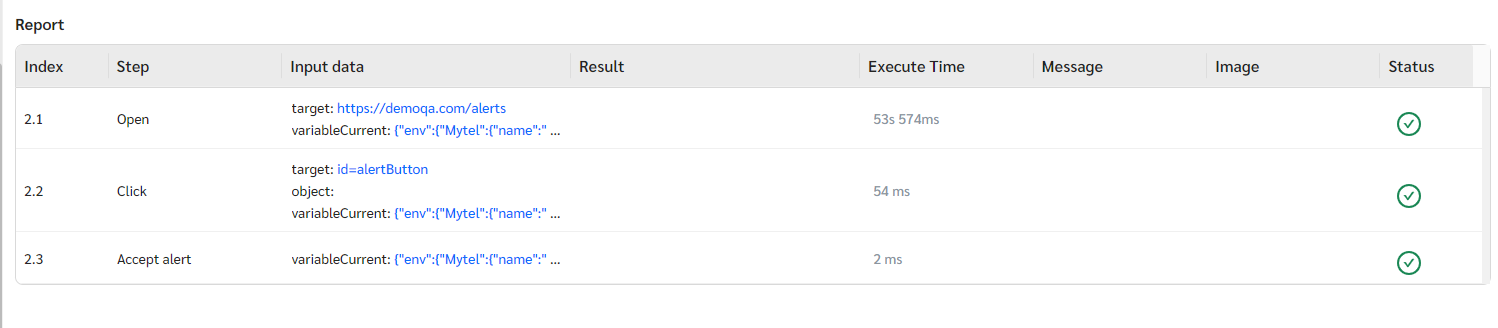 Report
Index Step Input data Result Execute Time Message Image Status
target: https://demoqa.com/alerts
2.1 Open 53s 574ms
variableCurrent: {"env":{"Mytel":{"name":" ...
target: id=alertButton
2.2 Click object: 54 ms
variableCurrent: {"env":{"Mytel":{"name":" ...
2.3 Accept alert variableCurrent: {"env":{"Mytel":{"name":" ... 2 ms